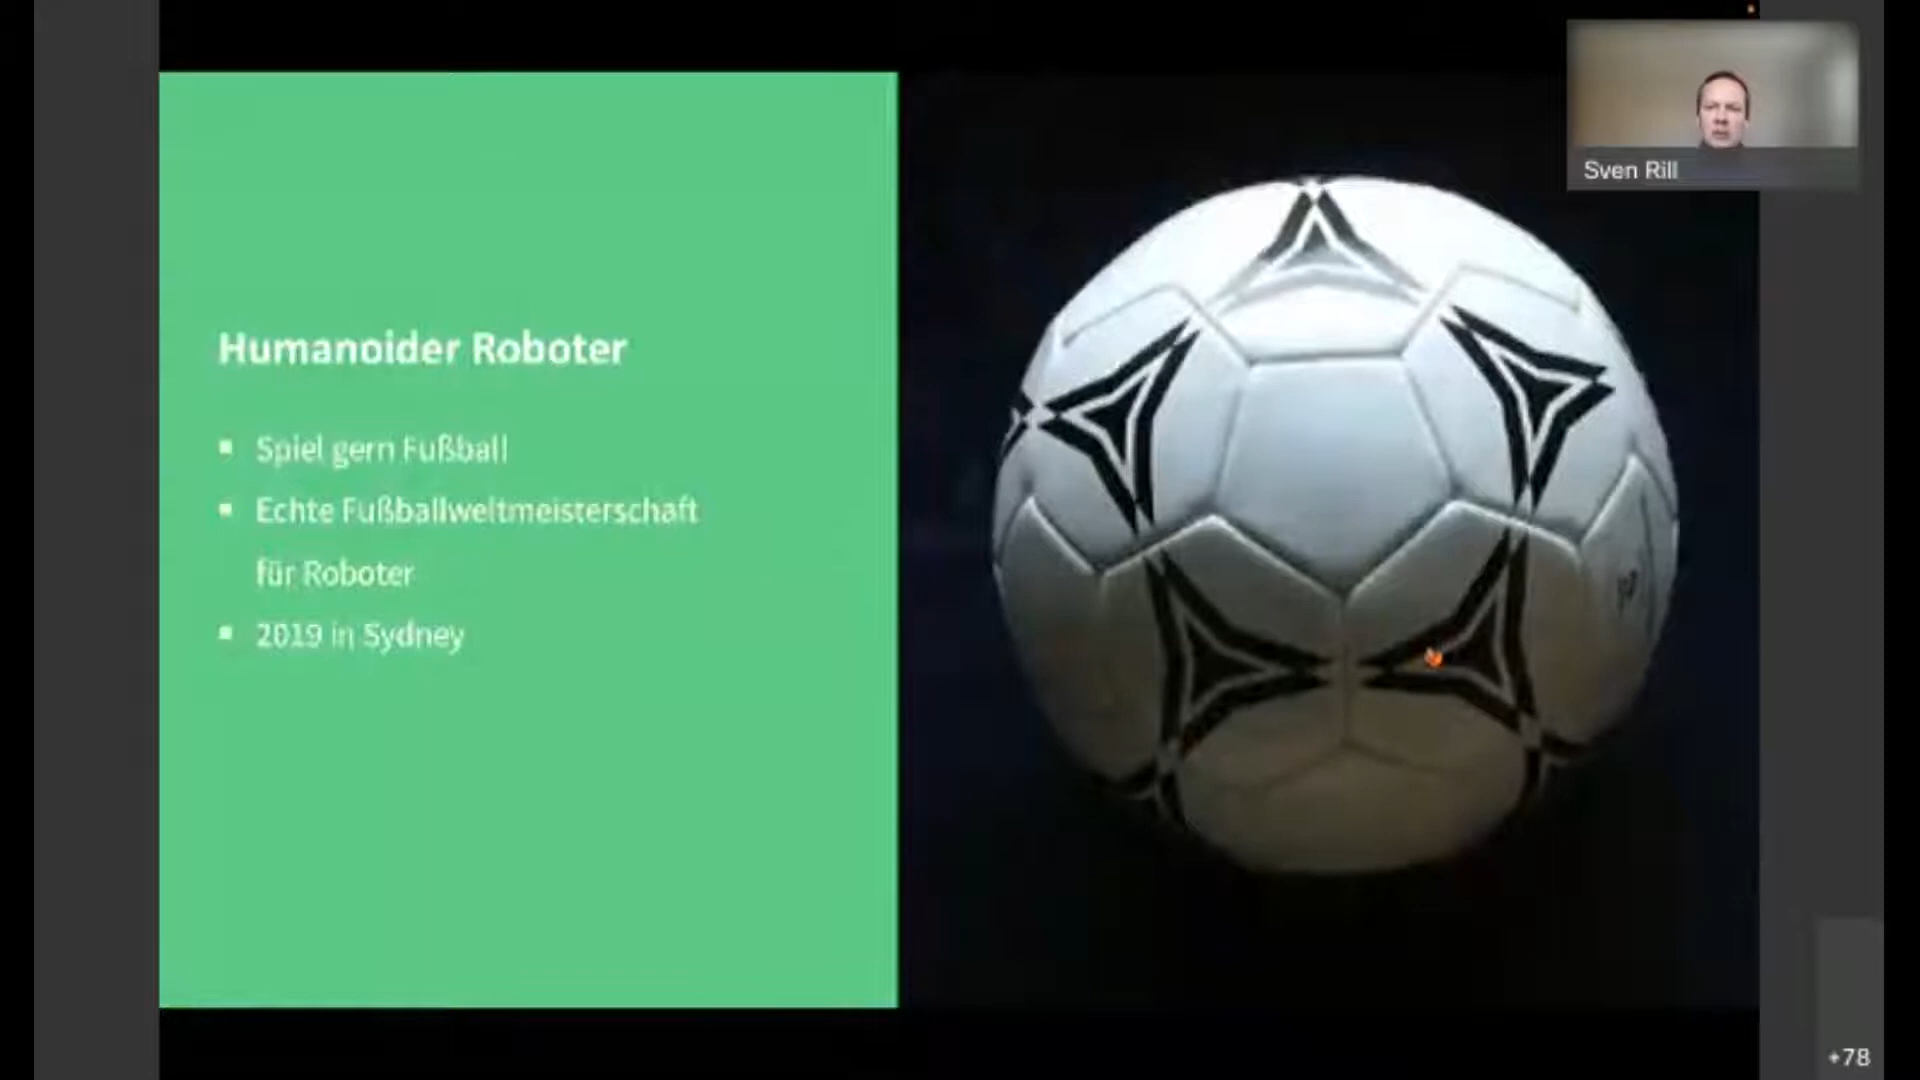 Sven Rill
Humanoider Roboter
Spiel gern Fußball
Echte Fußballweltmeisterschaft
für Roboter
2019 in Sydney
+78